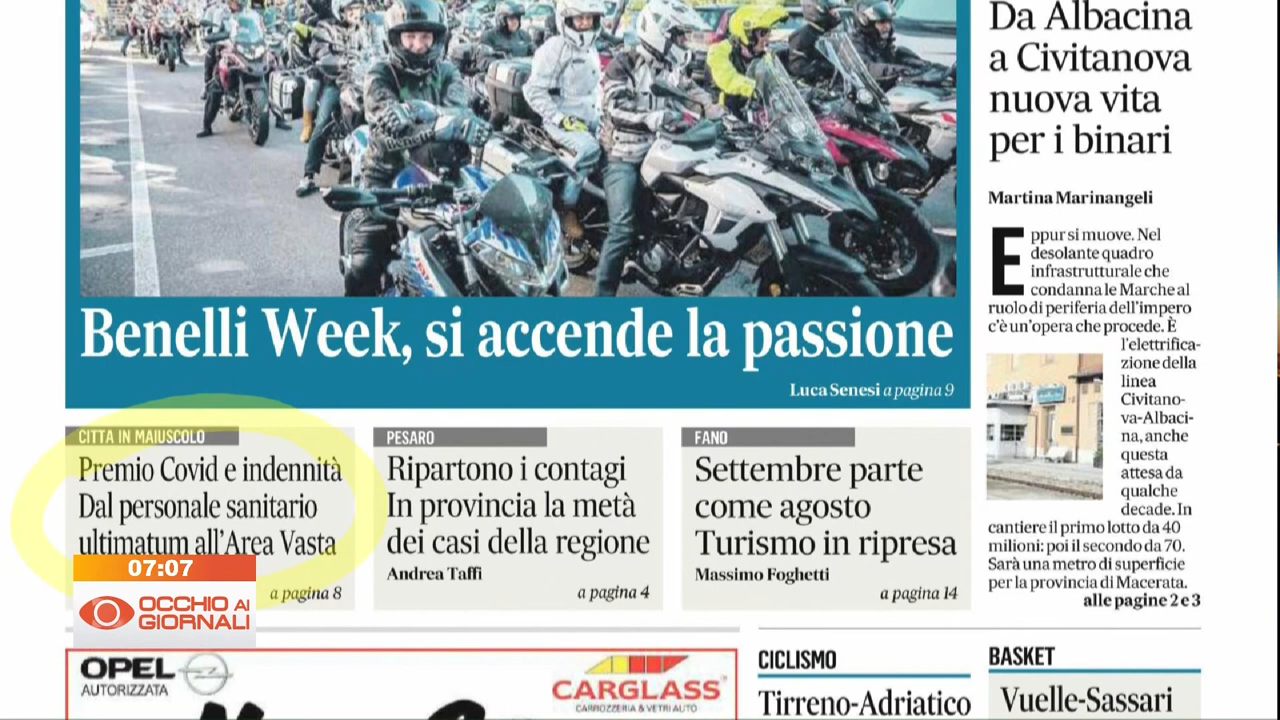 Da Albacina
a Civitanova
nuova vita
per i binari
Martina Marinangeli
Eppur si muove. Nel
desolante quadro
infrastrutturale che
condanna le Marche al
ruolo di periferia dell'impero
c'è un'opera che procede. È
l'elettrifica-
zione della
linea
Civitano-
va-Albaci-
na, anche
questa
attesa da
qualche
decade. In
cantiere il primo lotto da 40
milioni: poi il secondo da 70.
Sarà una metro di superficie
per la provincia di Macerata.
alle pagine 2 e 3
Benelli Week, si accende la passione
Luca Senesi a pagina 9
CITTA IN MAIUSCOLO
Premio Covid e indennità
Dal personale sanitario
ultimatum all'Area Vasta
a pagina 8
PESARO
Ripartono i contagi
In provincia la metà
dei casi della regione
Andrea Taffi
a pagina 4
FANO
Settembre parte
come agosto
Turismo in ripresa
Massimo Foghetti
a pagina 14
07:07
OCCHIO AI
GIORNALI
OPEL
AUTORIZZATA
CARGLASS
CARROZZERIA & VETRI AUTO
CICLISMO
Tirreno-Adriatico
BASKET
Vuelle-Sassari